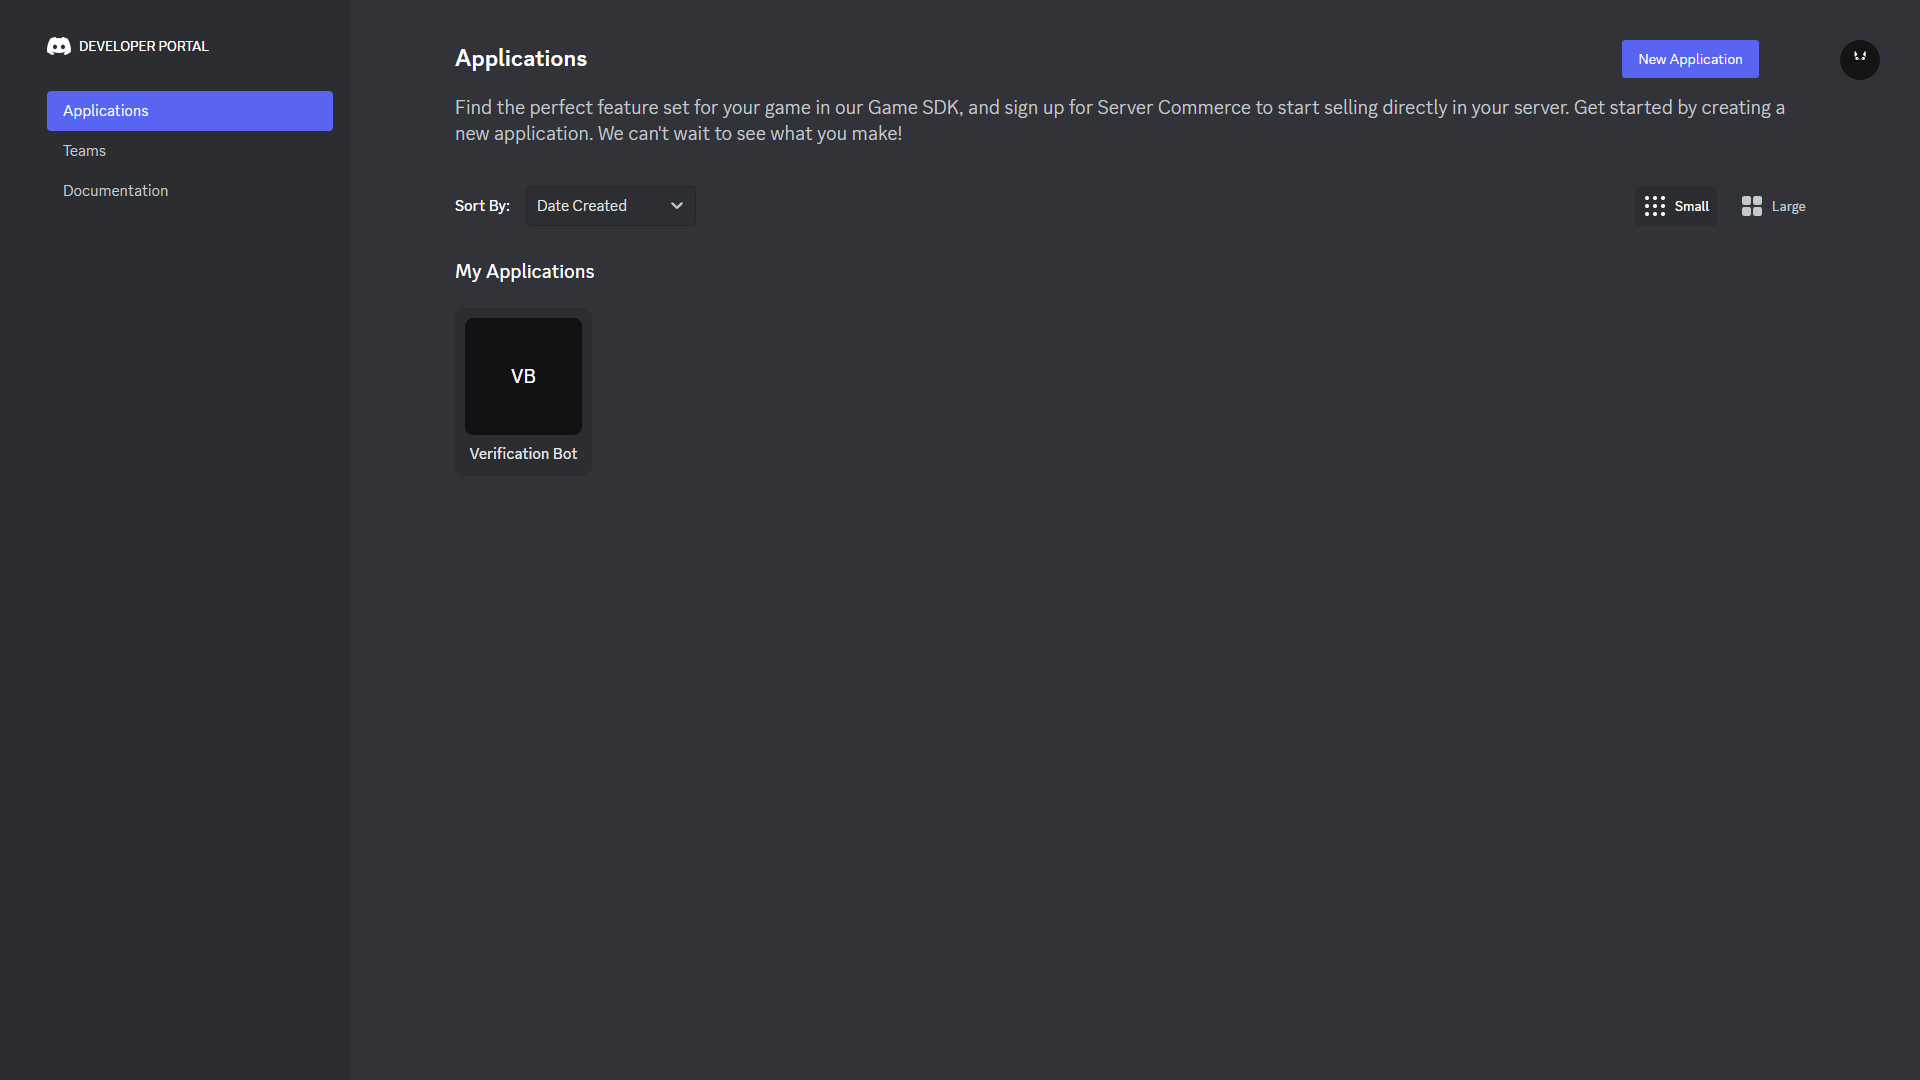 DEVELOPER PORTAL
Applications
Teams
Documentation
Applications
New Application
Find the perfect feature set for your game in our Game SDK, and sign up for Server Commerce to start selling directly in your server. Get started by creating a
new application. We can't wait to see what you make!
Sort By:
Date Created
Small
Large
My Applications
VB
Verification Bot